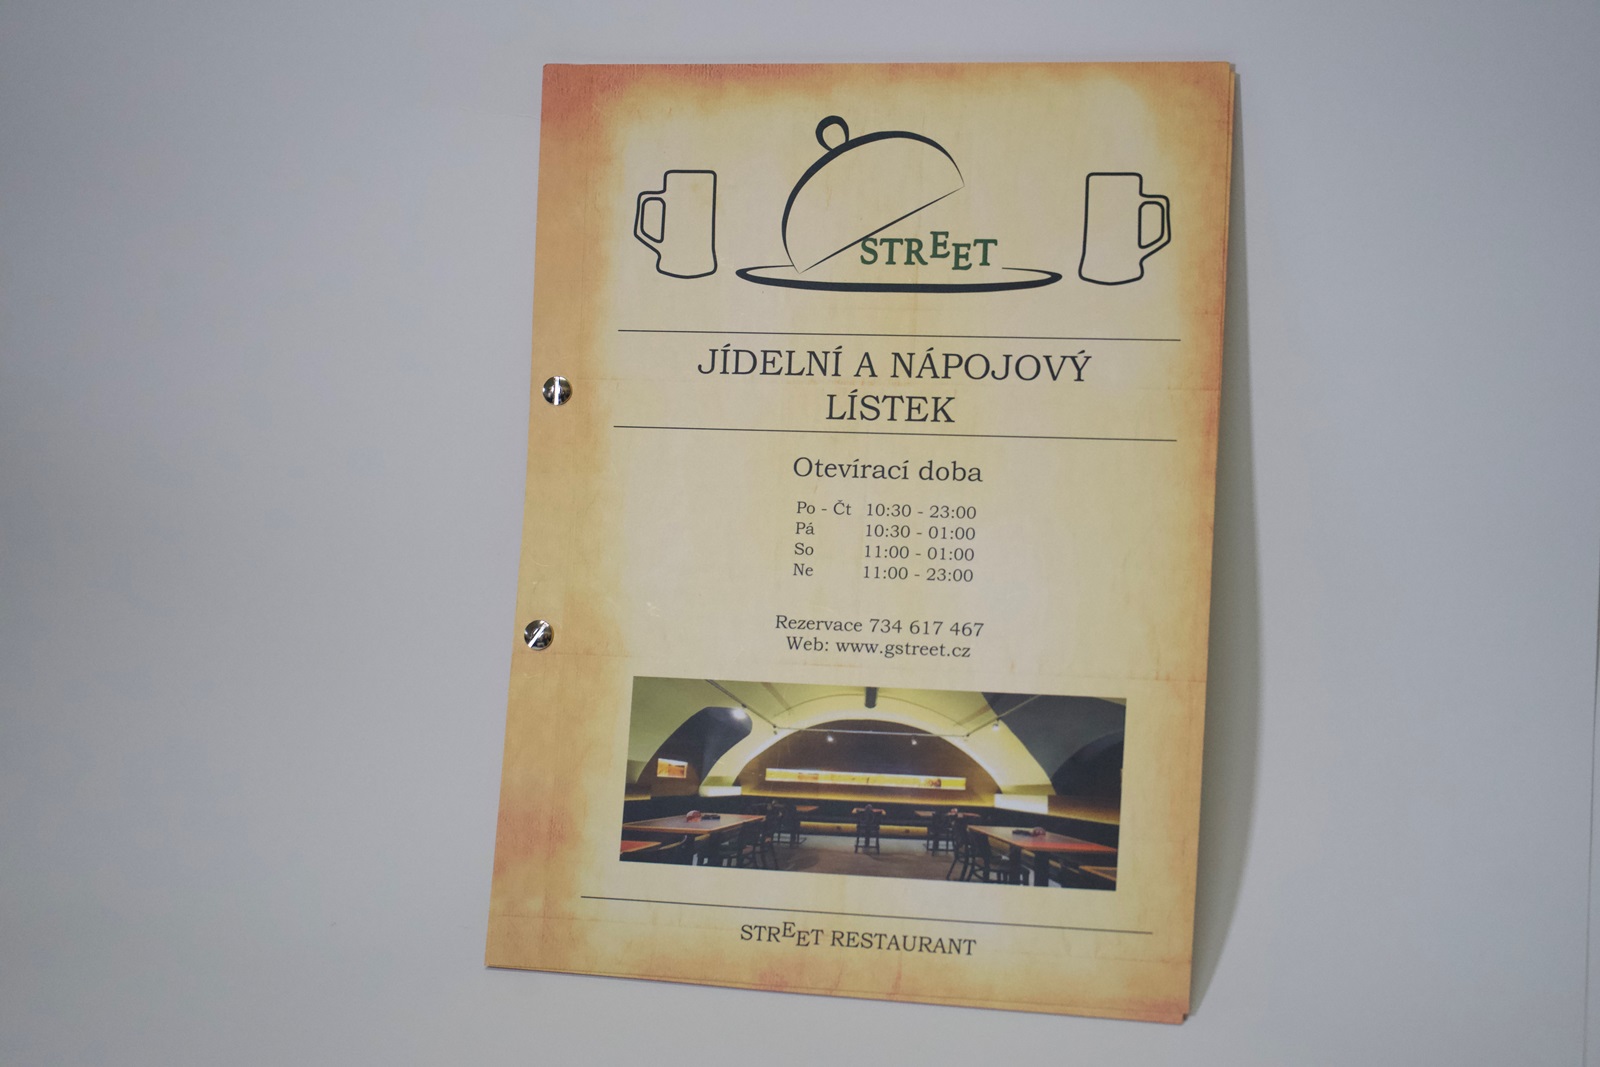 STREET
JÍDELNÍ A NÁPOJOVÝ
LÍSTEK
Otevírací doba
Po - Čt 10:30 - 23:00
Pá 10:30 - 01:00
So 11:00 - 01:00
Ne 11:00 - 23:00
Rezervace 734 617 467
Web: www.gstreet.cz
STREET RESTAURANT